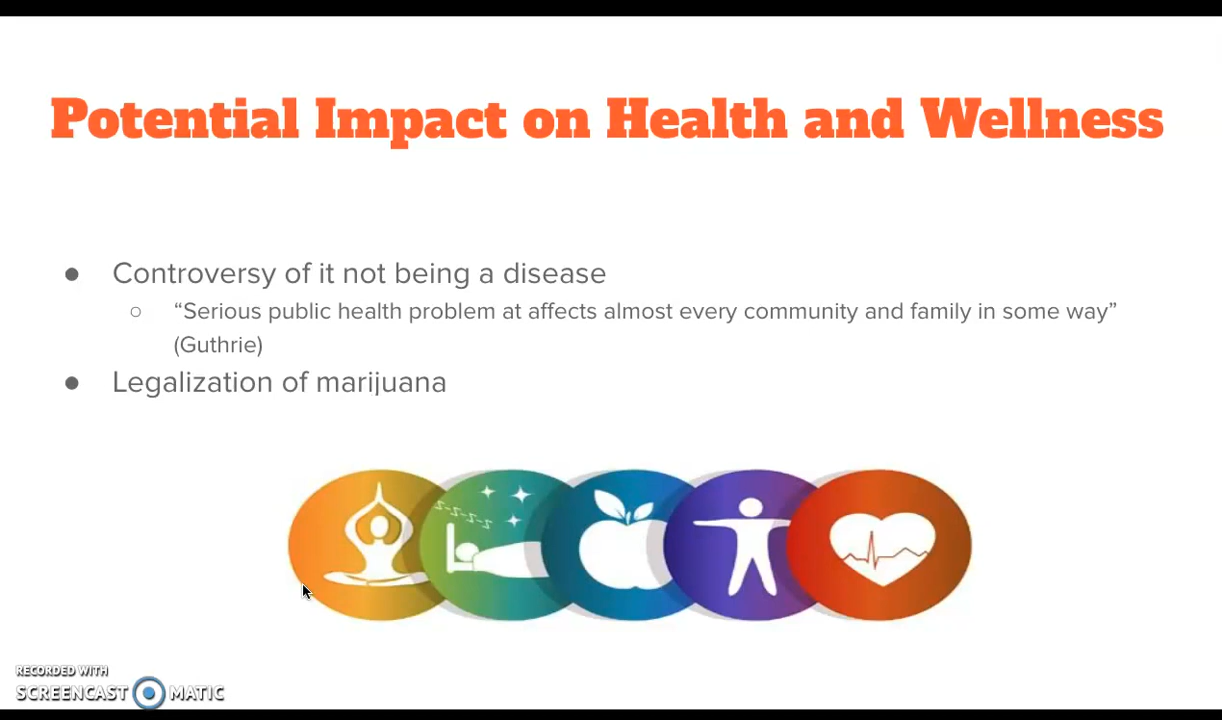 Potential Impact on Health and Wellness
● Controversy of it not being a disease
○ “Serious public health problem at affects almost every community and family in some way”
(Guthrie)
● Legalization of marijuana
zzzzz
RECORDED WITH
SCREENCAST MATIC